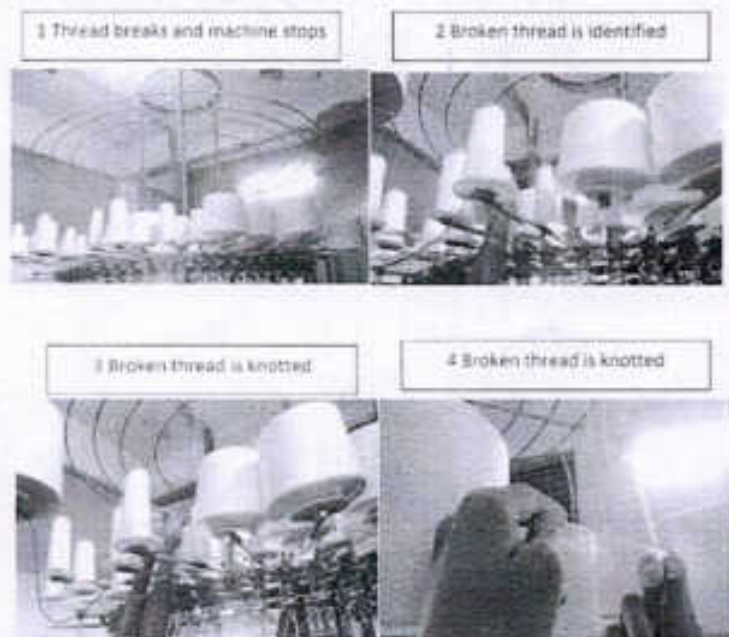 1 Thread breaks and machine stops
2 Broken thread is identified
3 Broken thread is knotted
4 Broken thread is knotted